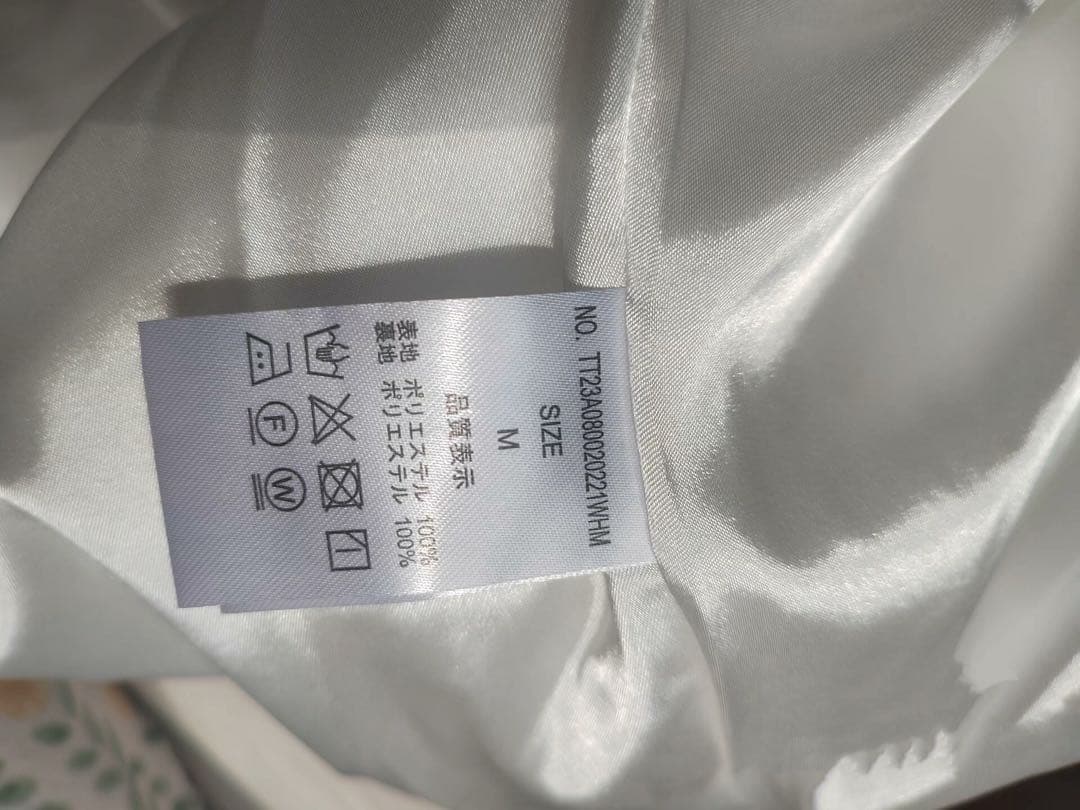 NO. TT23A080020221WHM
SIZE
M
品質表示
表地 ポリエステル 100%
裏地 ポリエステル 100%
F W